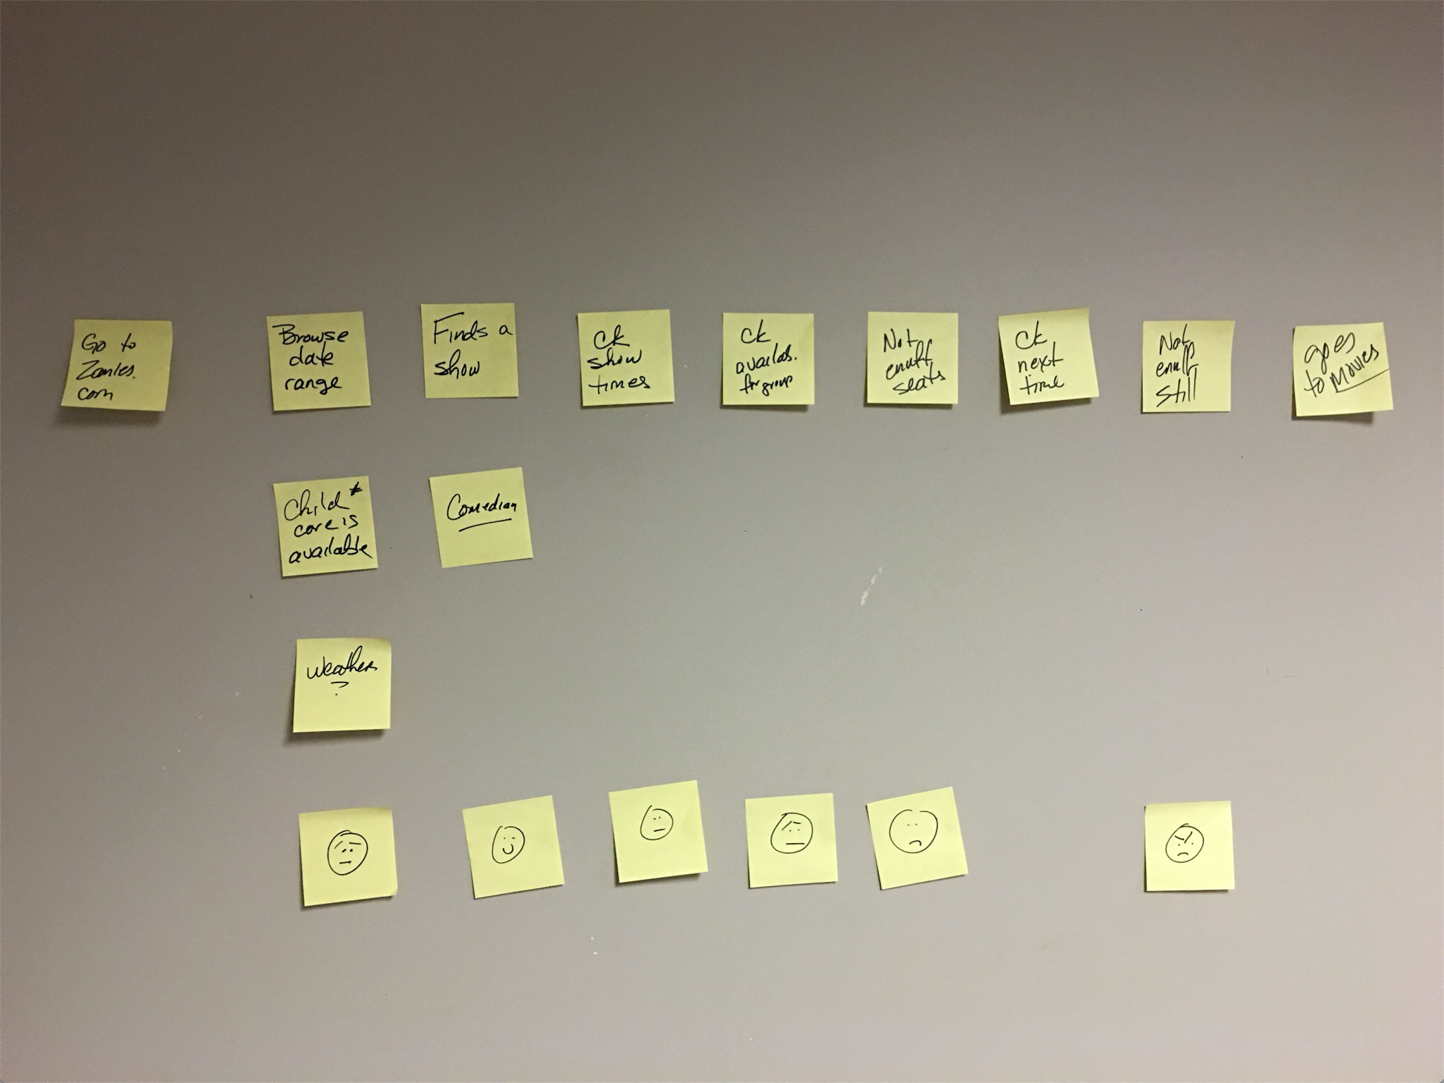 Go to
Zanies.
com
Browse
date
range
Finds a
show
ck
show
times
ck
availab.
for group
Not
enuff
seats
ck
next
time
Not
enuff
still
goes
to Movies
Child*
care is
available
Comedian
Weather
?